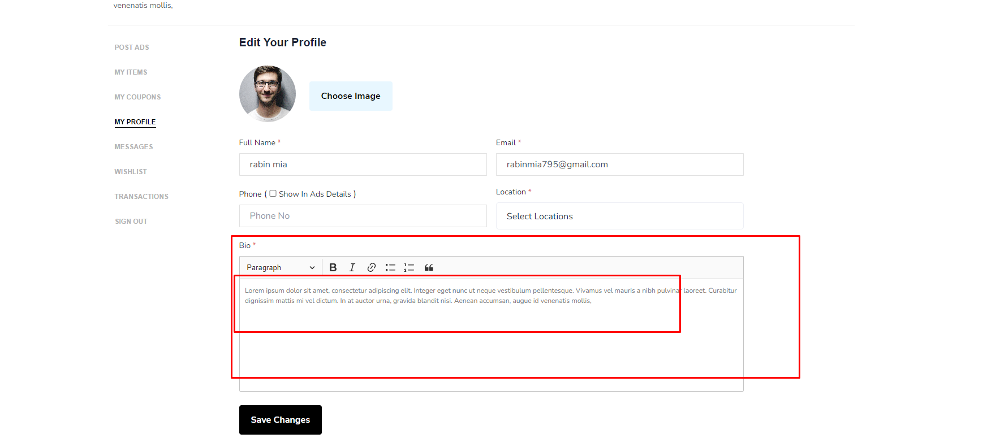 venenatis mollis,
POST ADS
MY ITEMS
MY COUPONS
MY PROFILE
MESSAGES
WISHLIST
TRANSACTIONS
SIGN OUT
Edit Your Profile
Choose Image
Full Name *
rabin mia
Email *
rabinmia795@gmail.com
Phone ( Show In Ads Details )
Phone No
Location *
Select Locations
Bio *
Paragraph B I
Lorem ipsum dolor sit amet, consectetur adipiscing elit. Integer eget nunc ut neque vestibulum pellentesque. Vivamus vel mauris a nibh pulvinar laoreet. Curabitur
dignissim mattis mi vel dictum. In at auctor urna, gravida blandit nisi. Aenean accumsan, augue id venenatis mollis,
Save Changes